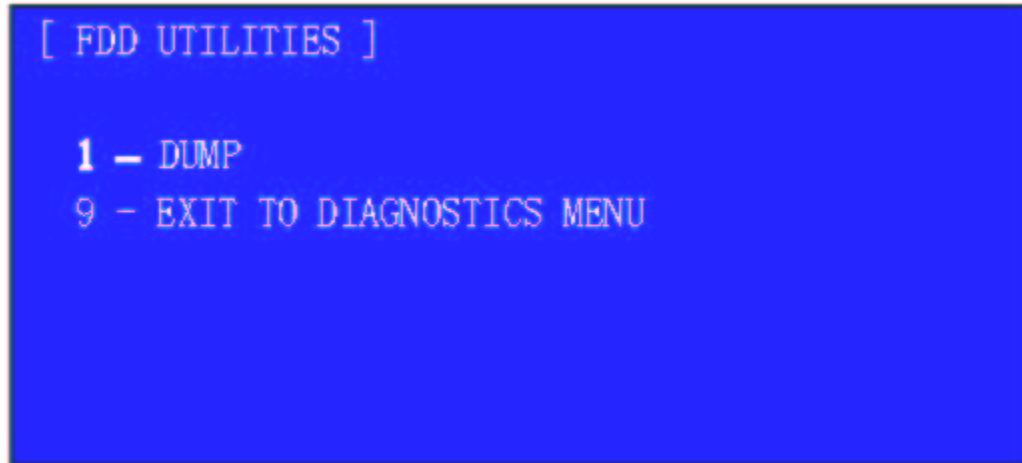 [ FDD UTILITIES ]
1 - DUMP
9 - EXIT TO DIAGNOSTICS MENU